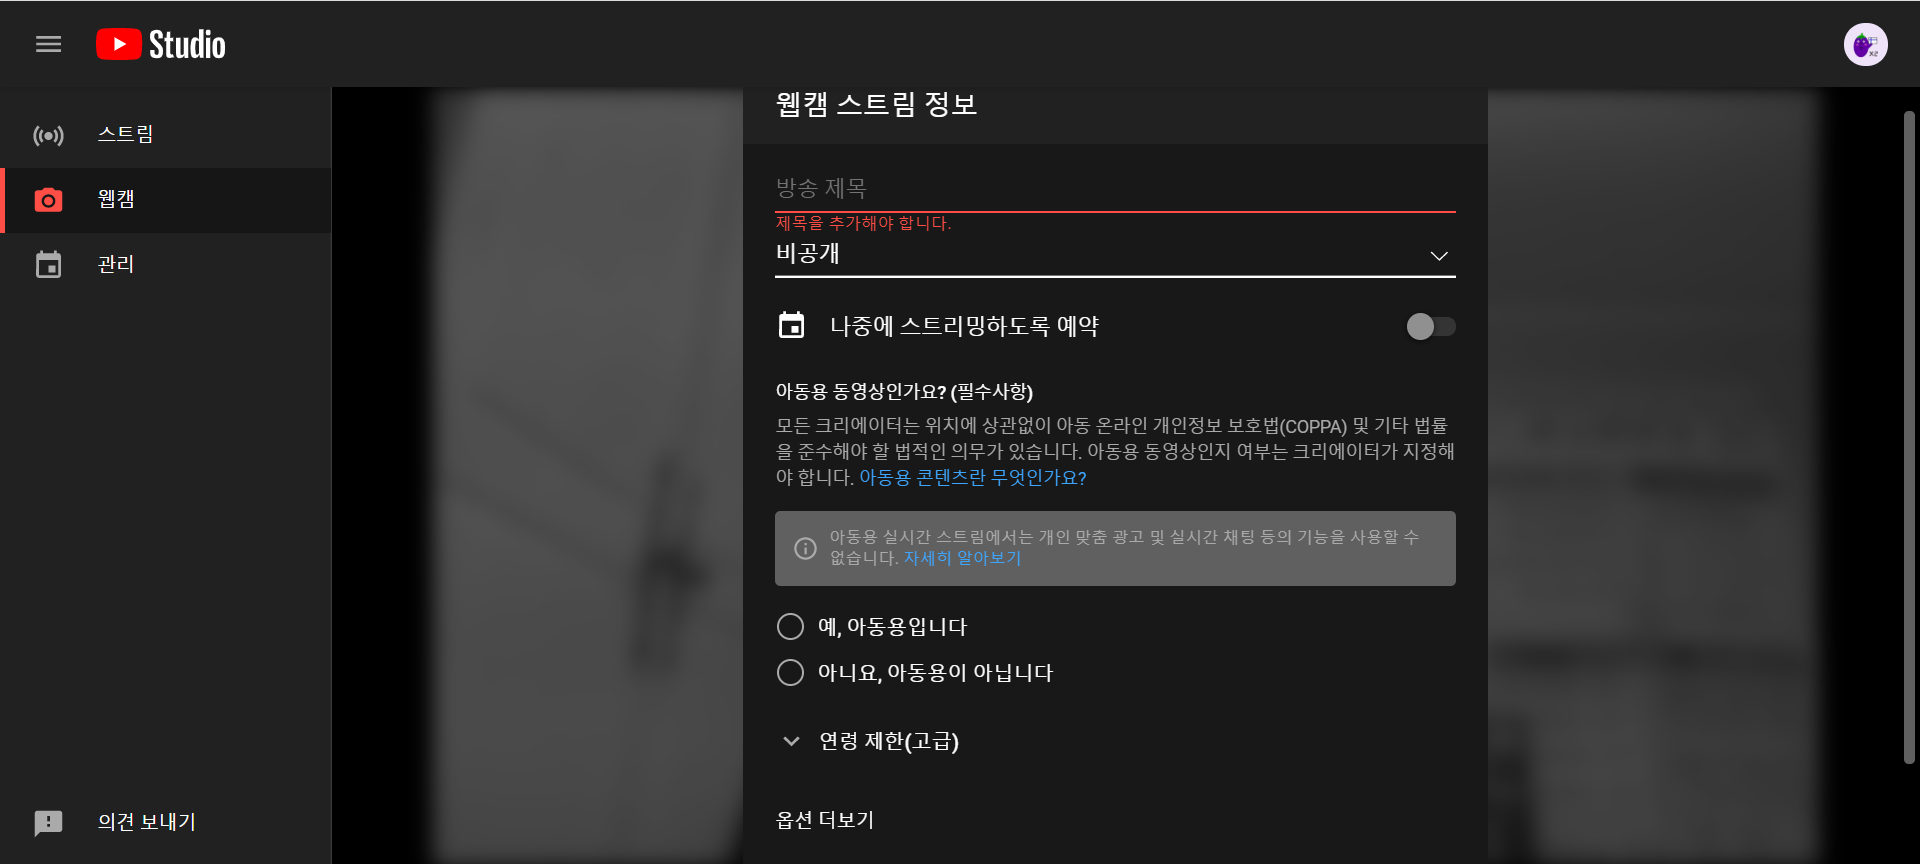 Studio
스트림
웹캠
관리
의견 보내기
웹캠 스트림 정보
방송 제목
제목을 추가해야 합니다.
비공개
나중에 스트리밍하도록 예약
아동용 동영상인가요? (필수사항)
모든 크리에이터는 위치에 상관없이 아동 온라인 개인정보 보호법(COPPA) 및 기타 법률
을 준수해야 할 법적인 의무가 있습니다. 아동용 동영상인지 여부는 크리에이터가 지정해
야 합니다. 아동용 콘텐츠란 무엇인가요?
아동용 실시간 스트림에서는 개인 맞춤 광고 및 실시간 채팅 등의 기능을 사용할 수
없습니다. 자세히 알아보기
예, 아동용입니다
아니요, 아동용이 아닙니다
연령 제한(고급)
옵션 더보기